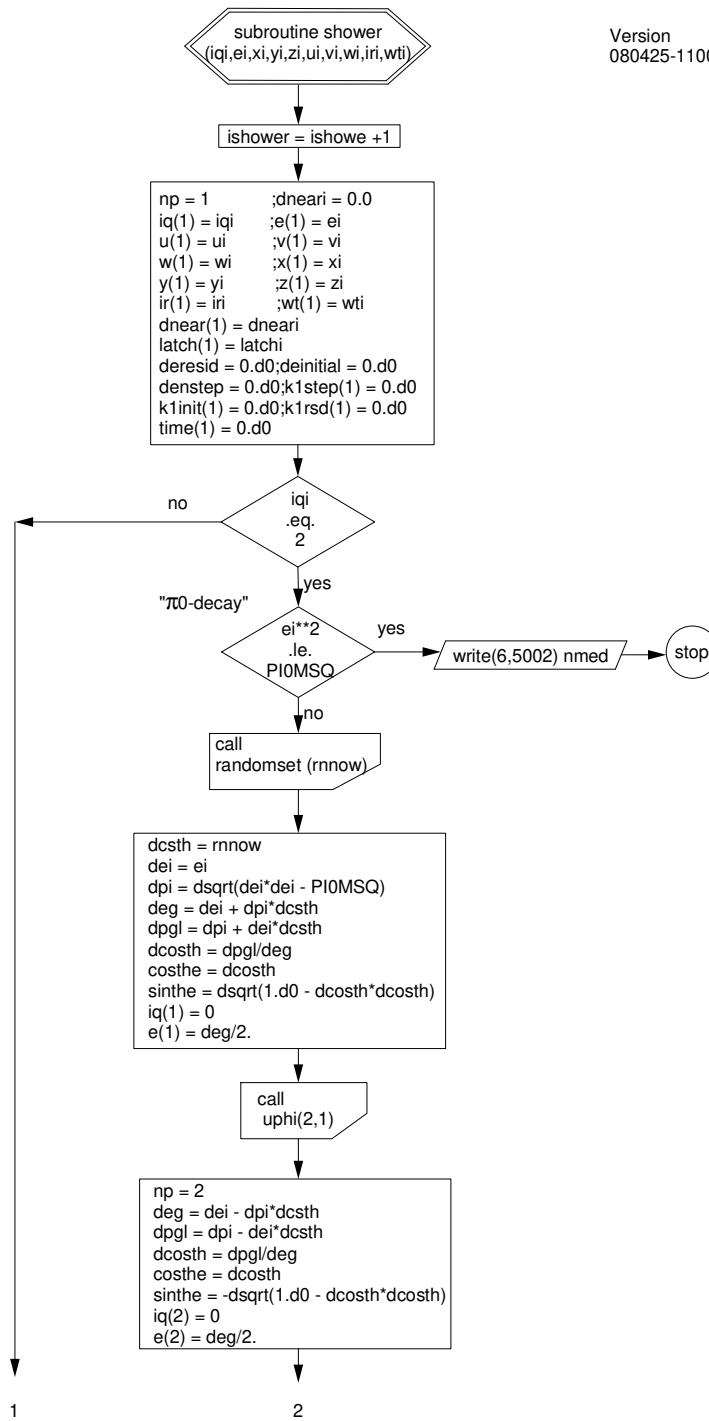 subroutine shower
(iqi,ei,xi,yi,zi,ui,vi,wi,iri,wti)
Version
080425-1100
ishower = ishowe +1
np = 1 ;dneari = 0.0
iq(1) = iqi ;e(1) = ei
u(1) = ui ;v(1) = vi
w(1) = wi ;x(1) = xi
y(1) = yi ;z(1) = zi
ir(1) = iri ;wt(1) = wti
dnear(1) = dneari
latch(1) = latchi
deresid = 0.d0;deinitial = 0.d0
denstep = 0.d0;k1step(1) = 0.d0
k1init(1) = 0.d0;k1rsd(1) = 0.d0
time(1) = 0.d0
iqi
.eq.
2
no
yes
"π0-decay"
ei**2
.le.
PI0MSQ
yes
write(6,5002) nmed
stop
no
call
randomset (rnnow)
dcsth = rnnow
dei = ei
dpi = dsqrt(dei*dei - PI0MSQ)
deg = dei + dpi*dcsth
dpgl = dpi + dei*dcsth
dcosth = dpgl/deg
costhe = dcosth
sinthe = dsqrt(1.d0 - dcosth*dcosth)
iq(1) = 0
e(1) = deg/2.
call
uphi(2,1)
np = 2
deg = dei - dpi*dcsth
dpgl = dpi - dei*dcsth
dcosth = dpgl/deg
costhe = dcosth
sinthe = -dsqrt(1.d0 - dcosth*dcosth)
iq(2) = 0
e(2) = deg/2.
1
2